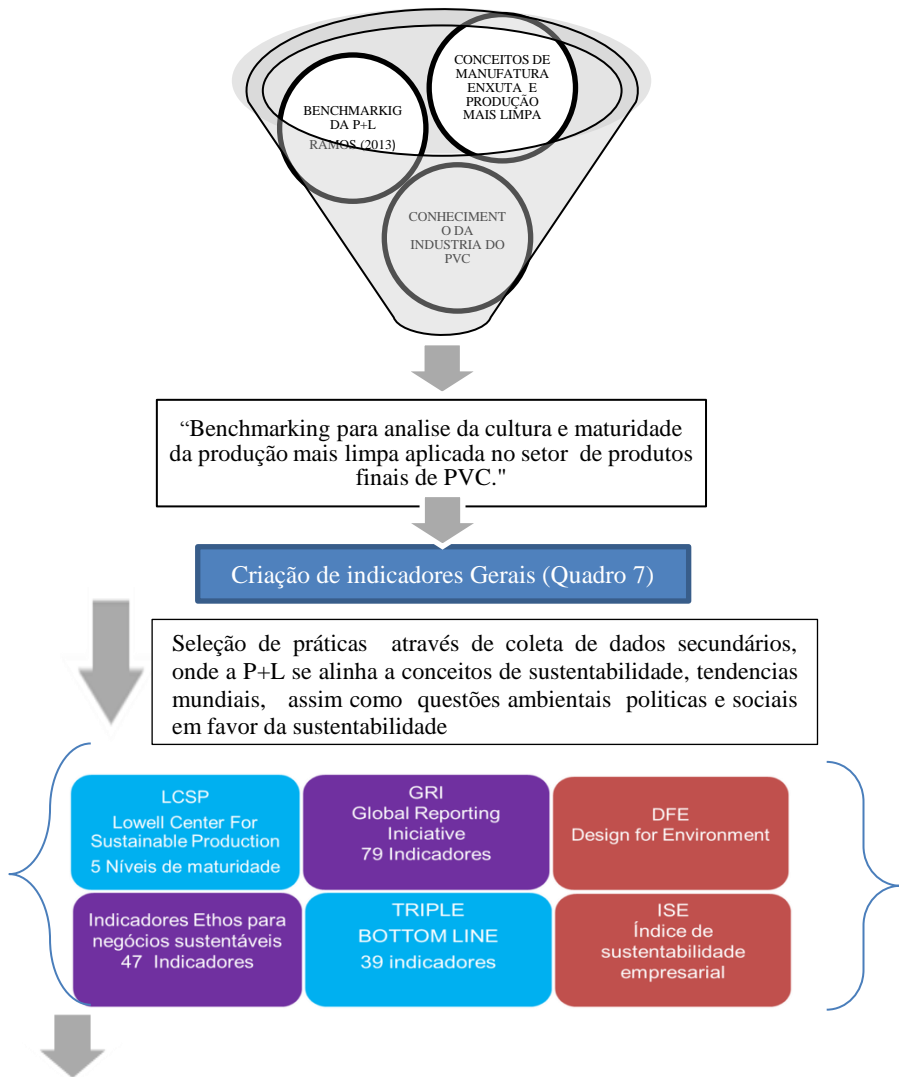 CONCEITOS DE
MANUFATURA
ENXUTA E
PRODUÇÃO
MAIS LIMPA
BENCHMARKIG
DA P+L
RAMOS (2013)
CONHECIMENT
O DA
INDUSTRIA DO
PVC
“Benchmarking para analise da cultura e maturidade
da produção mais limpa aplicada no setor de produtos
finais de PVC."
Criação de indicadores Gerais (Quadro 7)
Seleção de práticas através de coleta de dados secundários,
onde a P+L se alinha a conceitos de sustentabilidade, tendencias
mundiais, assim como questões ambientais politicas e sociais
em favor da sustentabilidade
LCSP
Lowell Center For
Sustainable Production
5 Níveis de maturidade
GRI
Global Reporting
Iniciative
79 Indicadores
DFE
Design for Environment
Indicadores Ethos para
negócios sustentáveis
47 Indicadores
TRIPLE
BOTTOM LINE
39 indicadores
ISE
Índice de
sustentabilidade
empresarial